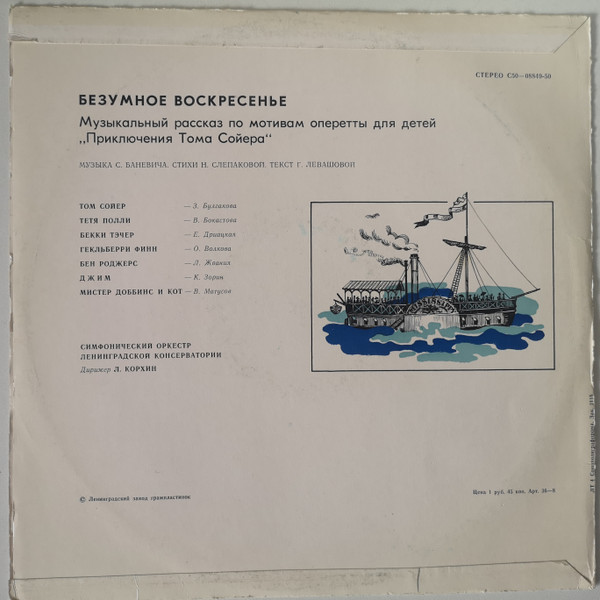 СТЕРЕО С50—08849-50
БЕЗУМНОЕ ВОСКРЕСЕНЬЕ
Музыкальный рассказ по мотивам оперетты для детей
„Приключения Тома Сойера“
МУЗЫКА С. БАНЕВИЧА. СТИХИ Н. СЛЕПАКОВОЙ. ТЕКСТ Г. ЛЕВАШОВОЙ
ТОМ СОЙЕР — З. Булгакова
ТЕТЯ ПОЛЛИ — В. Бокастова
БЕККИ ТЭЧЕР — Е. Дриацкая
ГЕКЛЬБЕРРИ ФИНН — О. Волкова
БЕН РОДЖЕРС — Л. Жвания
ДЖИМ — К. Зорин
МИСТЕР ДОББИНС И КОТ — В. Матусов
СИМФОНИЧЕСКИЙ ОРКЕСТР
ЛЕНИНГРАДСКОЙ КОНСЕРВАТОРИИ
Дирижер Л. КОРХИН
© Ленинградский завод грампластинок
Цена 1 руб. 45 коп. Арт. 36—8